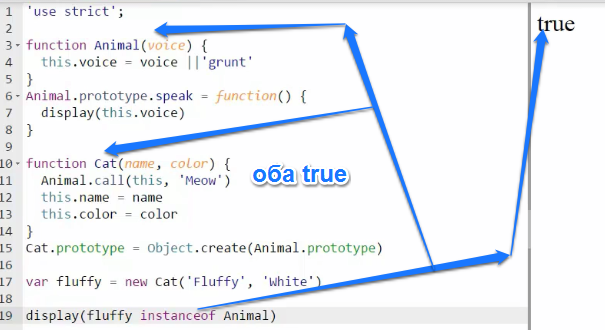 1 'use strict';
2
3 function Animal(voice) {
4 this.voice = voice ||'grunt'
5 }
6 Animal.prototype.speak = function() {
7 display(this.voice)
8 }
9
10 function Cat(name, color) {
11 Animal.call(this, 'Meow')
12 this.name = name
13 this.color = color
14 }
15 Cat.prototype = Object.create(Animal.prototype)
16
17 var fluffy = new Cat('Fluffy', 'White')
18
19 display(fluffy instanceof Animal)
оба true
true